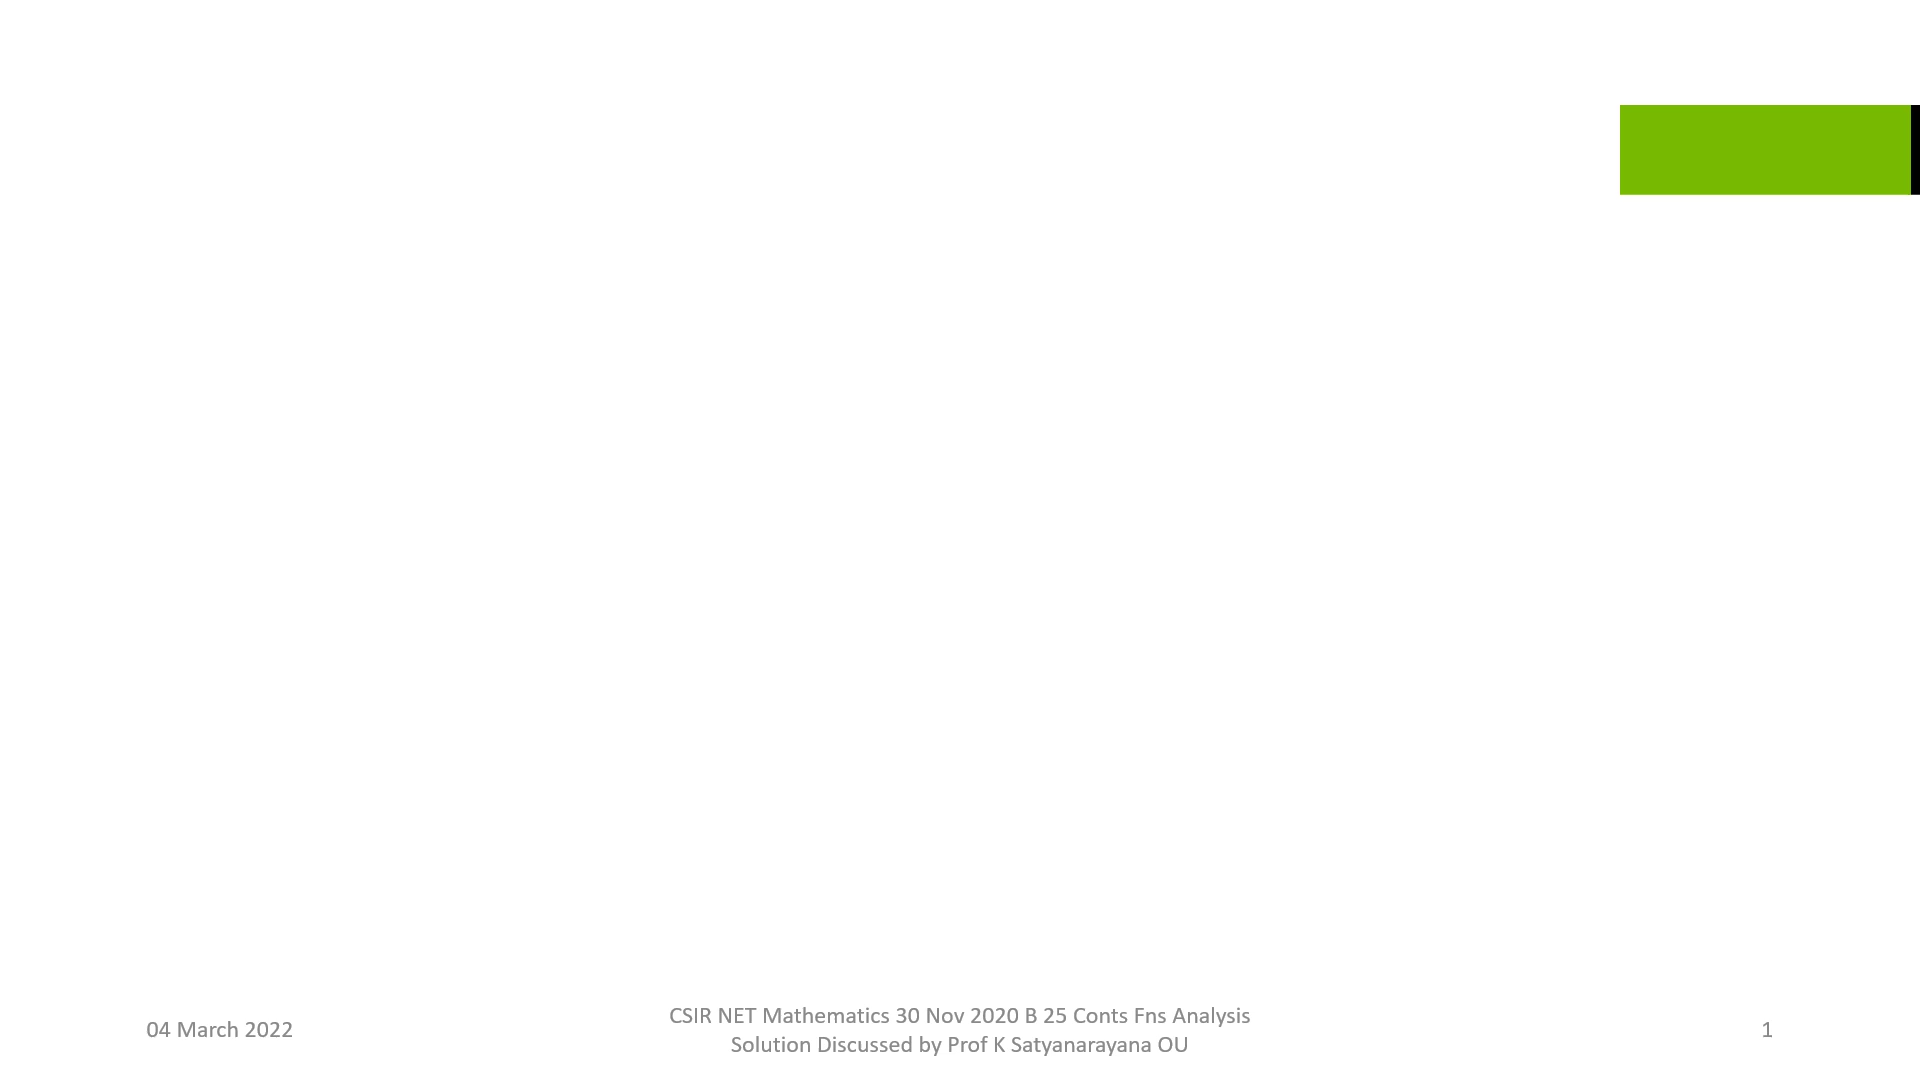 04 March 2022
CSIR NET Mathematics 30 Nov 2020 B 25 Conts Fns Analysis
Solution Discussed by Prof K Satyanarayana OU
1